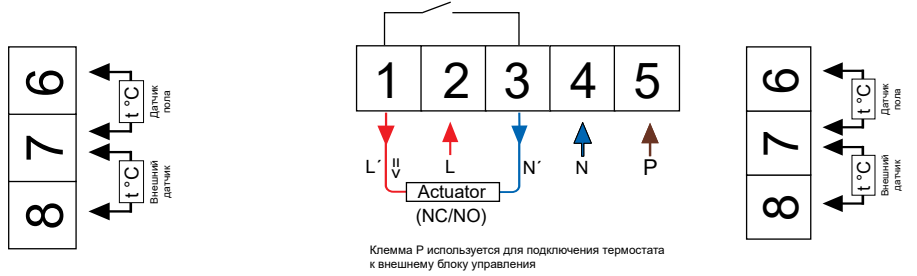 6
7
8
t °C
Датчик
пола
t °C
Внешний
датчик
1 2 3 4 5
L´ L N´ N P
Actuator
(NC/NO)
Клемма P используется для подключения термостата
к внешнему блоку управления
6
7
8
t °C
Датчик
пола
t °C
Внешний
датчик